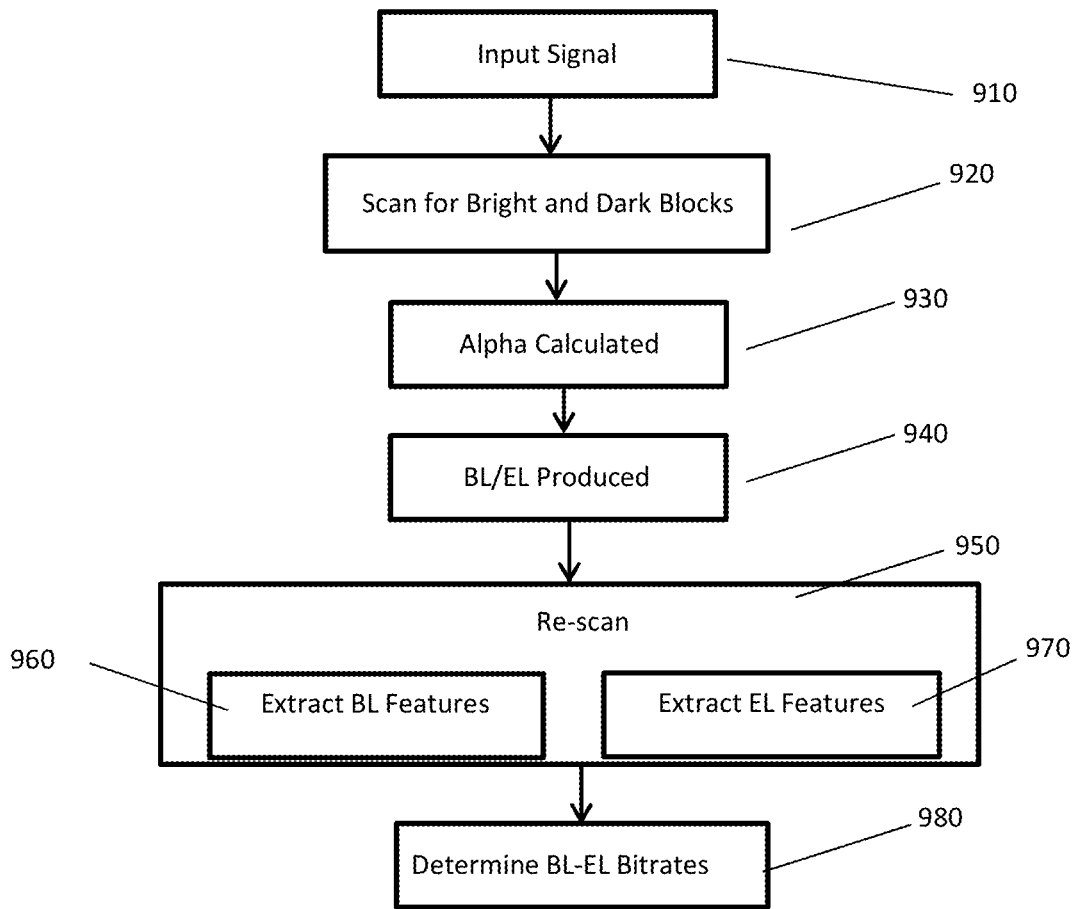 Input Signal
910
Scan for Bright and Dark Blocks
920
Alpha Calculated
930
BL/EL Produced
940
950
Re-scan
960
Extract BL Features
Extract EL Features
970
Determine BL-EL Bitrates
980